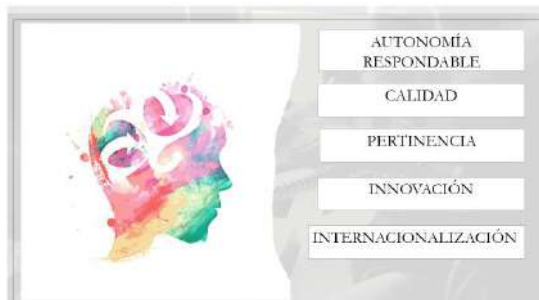 AUTONOMÍA
RESPONDABLE
CALIDAD
PERTINENCIA
INNOVACIÓN
INTERNACIONALIZACIÓN